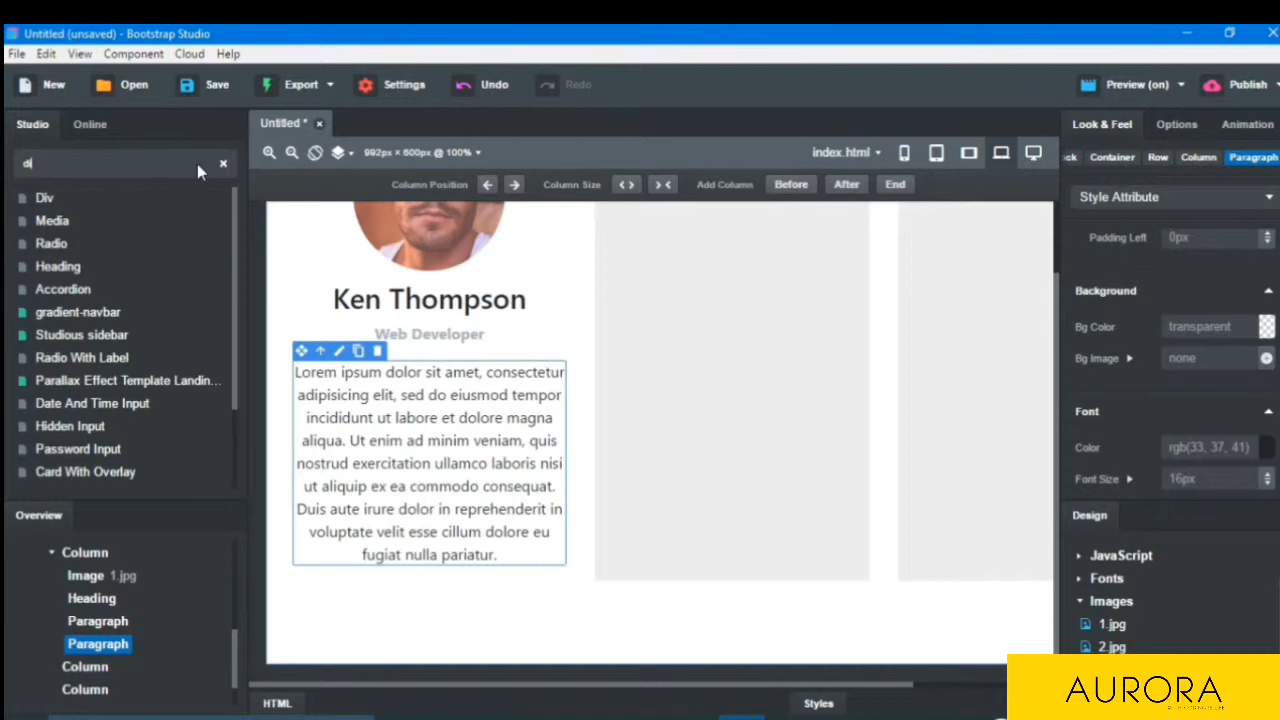 Untitled (unsaved) - Bootstrap Studio
File Edit View Component Cloud Help
New Open Save Export Settings Undo Redo Preview (on) Publish
Studio Online
di
Div
Media
Radio
Heading
Accordion
gradient-navbar
Studious sidebar
Radio With Label
Parallax Effect Template Landin...
Date And Time Input
Hidden Input
Password Input
Card With Overlay
Overview
Column
Image 1.jpg
Heading
Paragraph
Paragraph
Column
Column
Untitled *
992px × 600px @ 100%
index.html
Column Position Column Size Add Column Before After End
Ken Thompson
Web Developer
Lorem ipsum dolor sit amet, consectetur
adipisicing elit, sed do eiusmod tempor
incididunt ut labore et dolore magna
aliqua. Ut enim ad minim veniam, quis
nostrud exercitation ullamco laboris nisi
ut aliquip ex ea commodo consequat.
Duis aute irure dolor in reprehenderit in
voluptate velit esse cillum dolore eu
fugiat nulla pariatur.
HTML Styles
Look & Feel Options Animation
ck Container Row Column Paragraph
Style Attribute
Padding Left 0px
Background
Bg Color transparent
Bg Image none
Font
Color rgb(33, 37, 41)
Font Size 16px
Design
JavaScript
Fonts
Images
1.jpg
2.jpg
AURORA